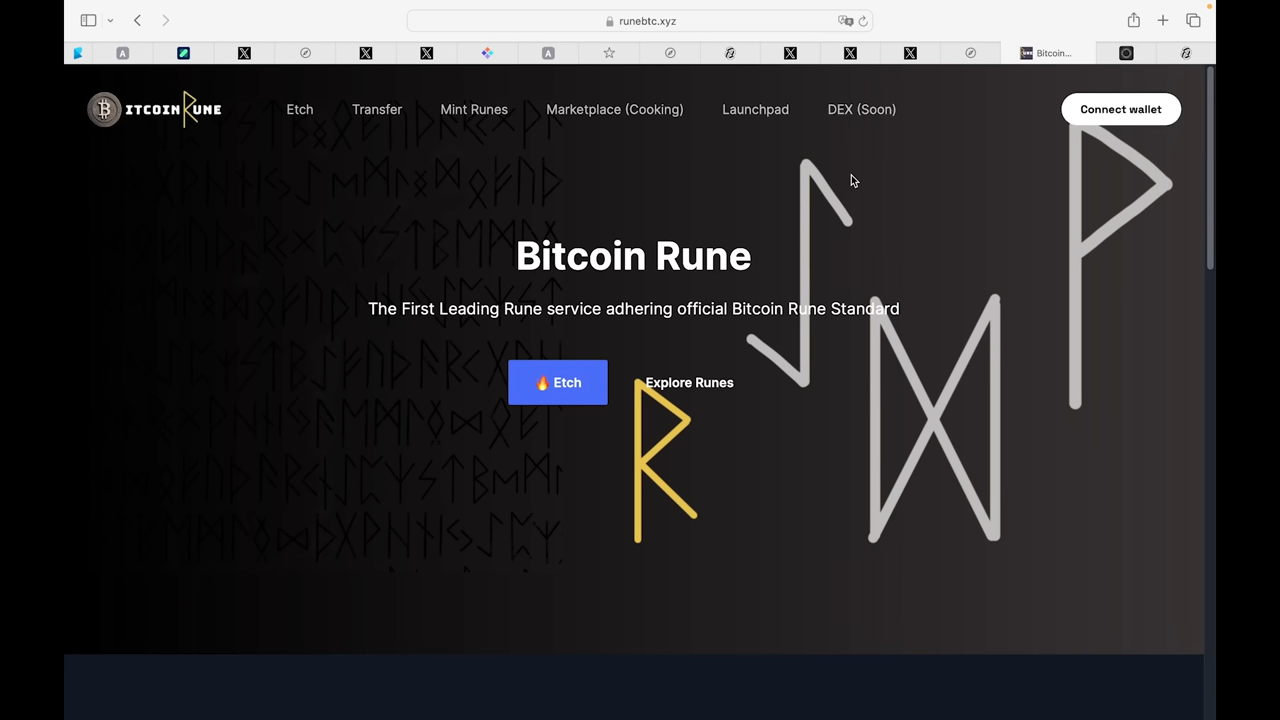 runebtc.xyz
Bitcoin...
ITCOIN RUNE
Etch
Transfer
Mint Runes
Marketplace (Cooking)
Launchpad
DEX (Soon)
Connect wallet
Bitcoin Rune
The First Leading Rune service adhering official Bitcoin Rune Standard
🔥 Etch
Explore Runes